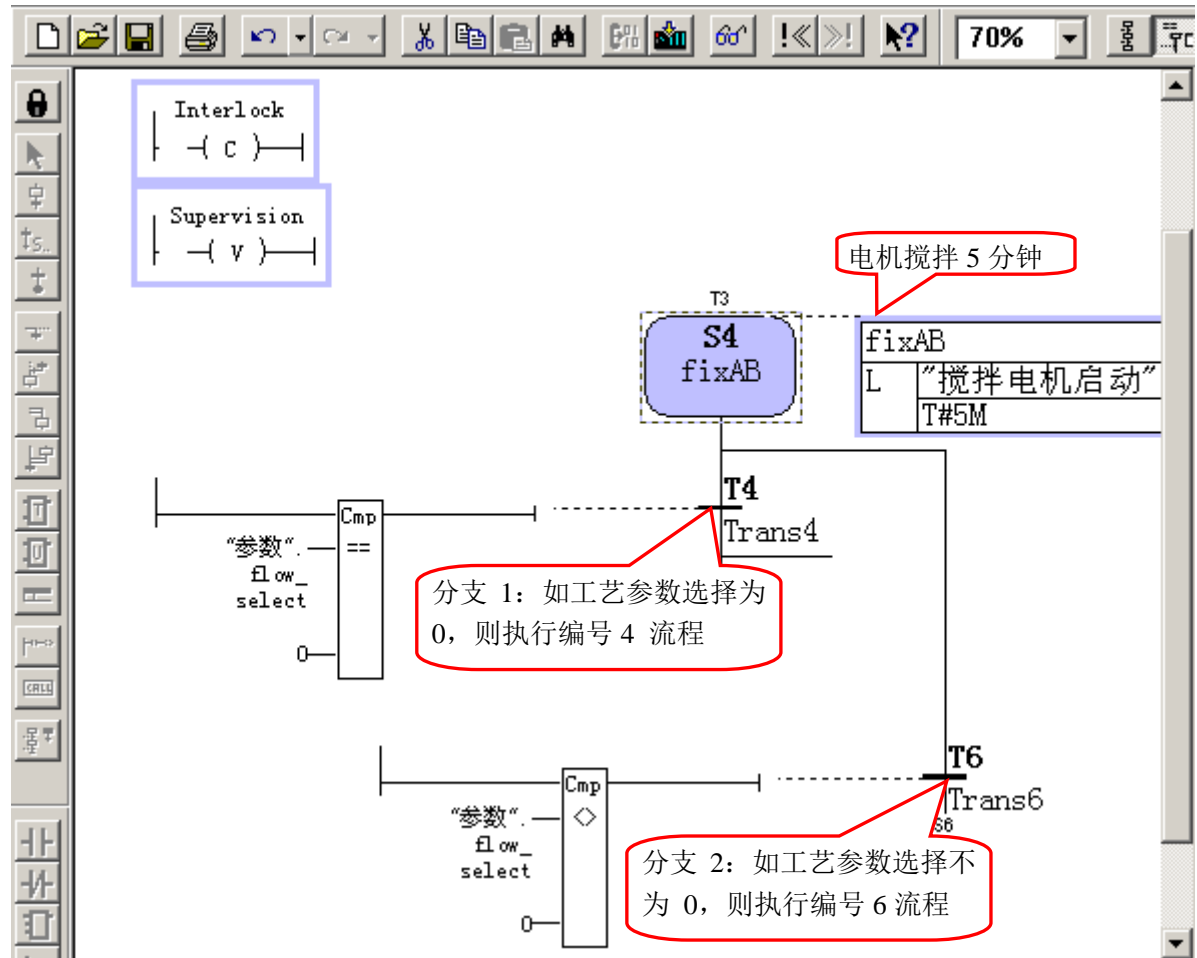 70%
Interlock
( C )
Supervision
( V )
电机搅拌 5 分钟
T3
S4
fixAB
fixAB
L "搅拌电机启动"
T#5M
T4
Trans4
Cmp
==
"参数".
flow_
select
0
分支 1：如工艺参数选择为
0，则执行编号 4 流程
T6
Trans6
S6
Cmp
<>
"参数".
flow_
select
0
分支 2：如工艺参数选择不
为 0，则执行编号 6 流程
CALL